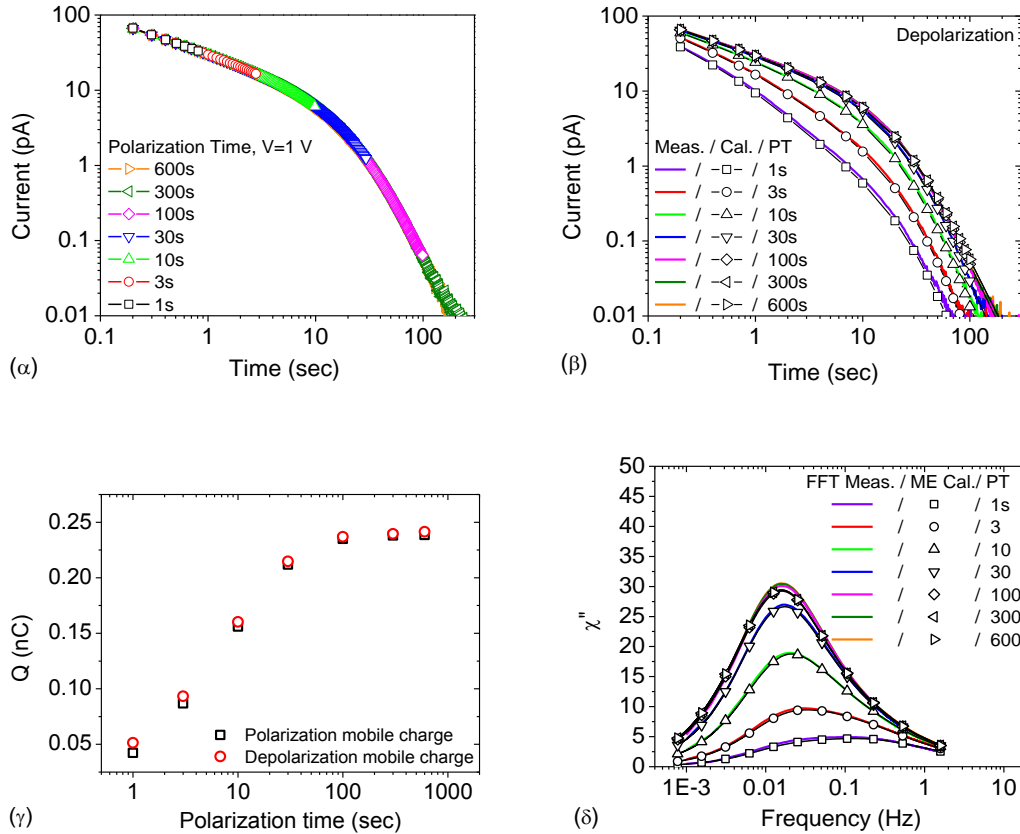 100
10
1
0.1
0.01
Current (pA)
Polarization Time, V=1 V
600s
300s
100s
30s
10s
3s
1s
0.1 1 10 100
Time (sec)
(α)
100
10
1
0.1
0.01
Current (pA)
Depolarization
Meas. / Cal. / PT
/ / 1s
/ / 3s
/ / 10s
/ / 30s
/ / 100s
/ / 300s
/ / 600s
0.1 1 10 100
Time (sec)
(β)
0.25
0.20
0.15
0.10
0.05
Q (nC)
Polarization mobile charge
Depolarization mobile charge
1 10 100 1000
Polarization time (sec)
(γ)
50
45
40
35
30
25
20
15
10
5
0
χ"
FFT Meas. / ME Cal./ PT
/ / 1s
/ / 3
/ / 10
/ / 30
/ / 100
/ / 300
/ / 600
1E-3 0.01 0.1 1 10
Frequency (Hz)
(δ)